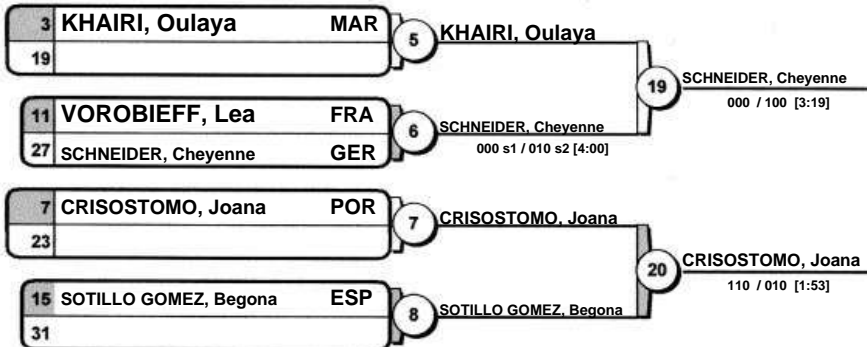 3 KHAIRI, Oulaya MAR
19
5
KHAIRI, Oulaya
11 VOROBIEFF, Lea FRA
27 SCHNEIDER, Cheyenne GER
6
SCHNEIDER, Cheyenne
000 s1 / 010 s2 [4:00]
19
SCHNEIDER, Cheyenne
000 / 100 [3:19]
7 CRISOSTOMO, Joana POR
23
7
CRISOSTOMO, Joana
15 SOTILLO GOMEZ, Begona ESP
31
8
SOTILLO GOMEZ, Begona
20
CRISOSTOMO, Joana
110 / 010 [1:53]